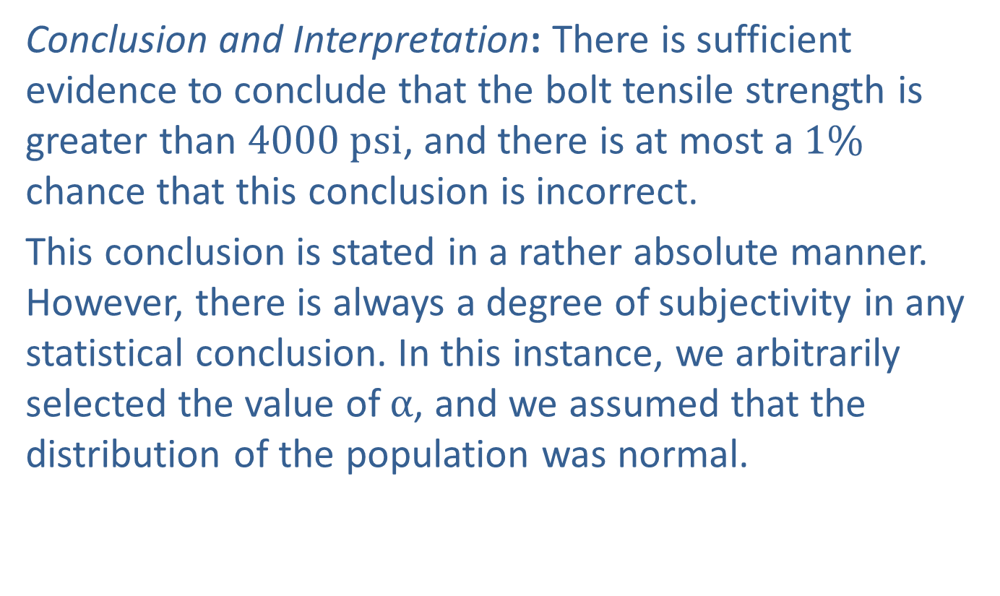 Conclusion and Interpretation: There is sufficient
evidence to conclude that the bolt tensile strength is
greater than 4000 psi, and there is at most a 1%
chance that this conclusion is incorrect.
This conclusion is stated in a rather absolute manner.
However, there is always a degree of subjectivity in any
statistical conclusion. In this instance, we arbitrarily
selected the value of α, and we assumed that the
distribution of the population was normal.